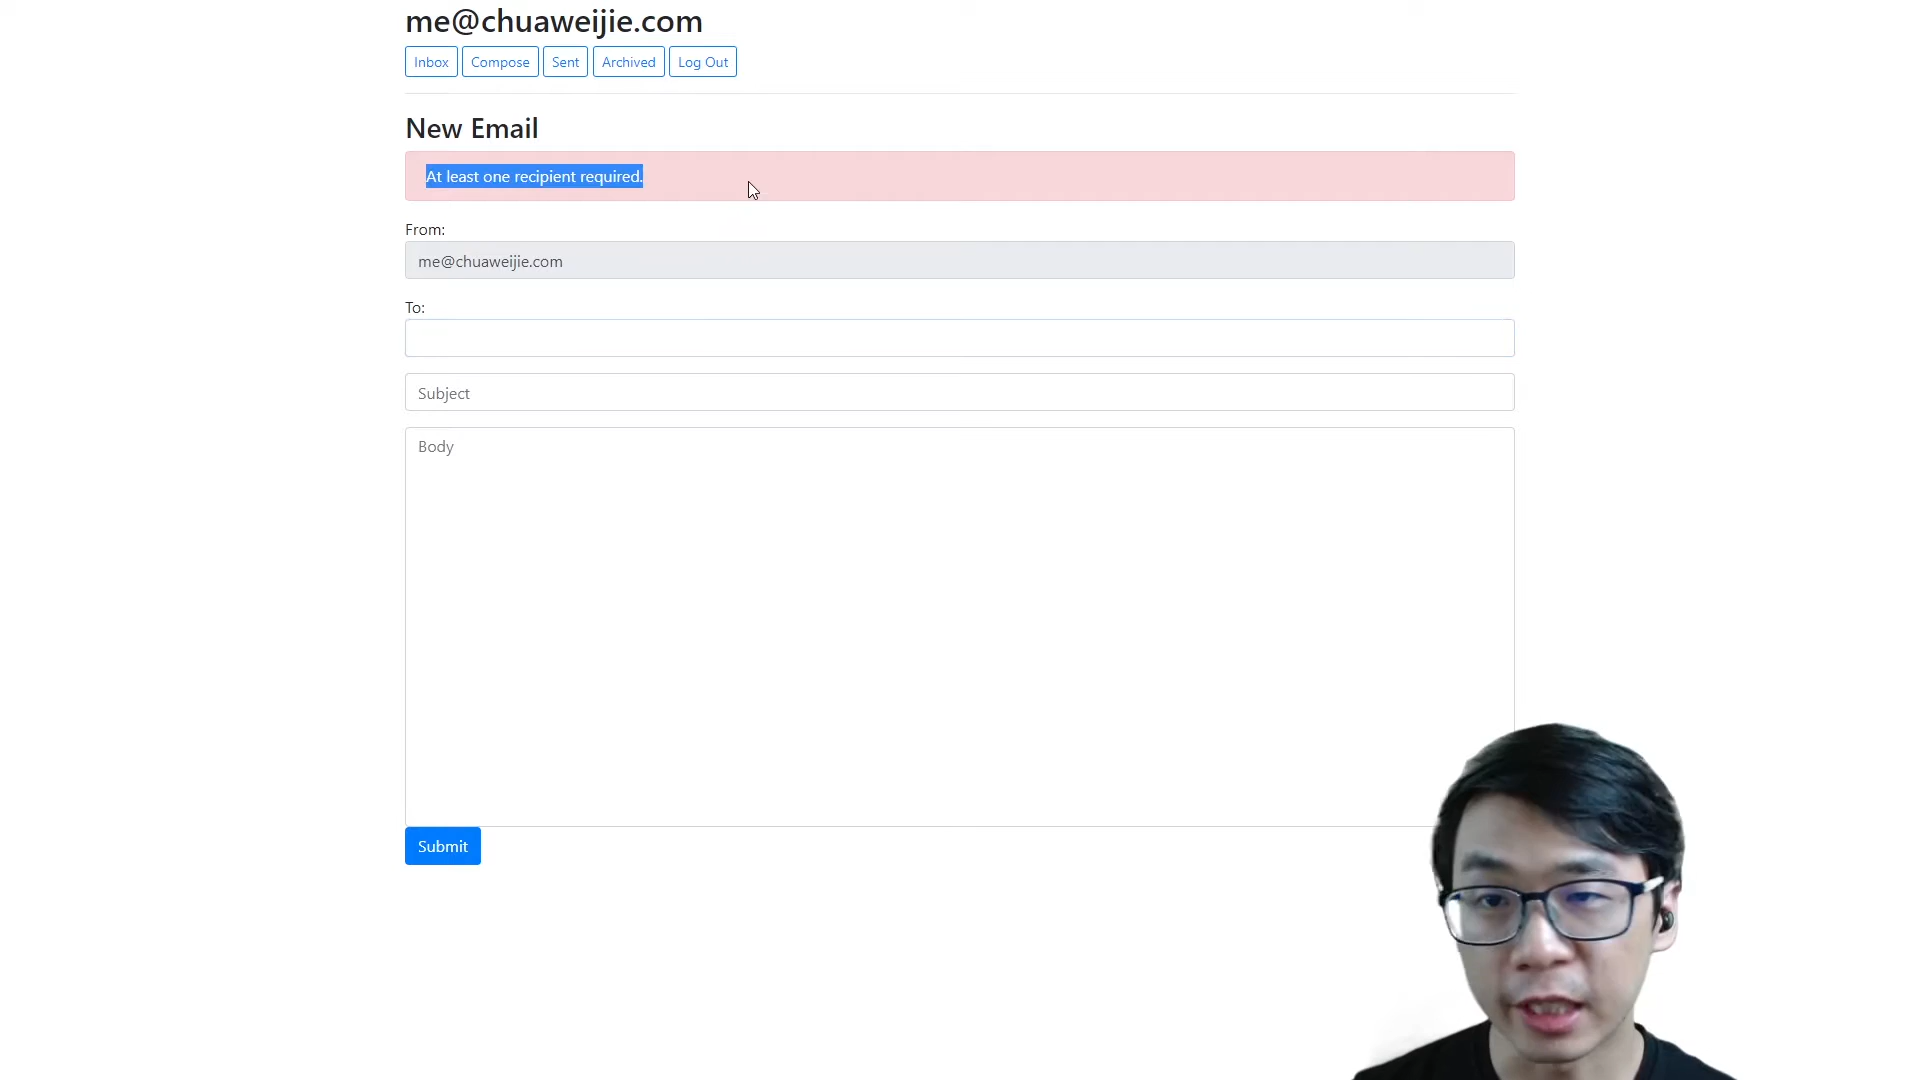 me@chuaweijie.com
Inbox Compose Sent Archived Log Out
New Email
At least one recipient required.
From:
me@chuaweijie.com
To:
Subject
Body
Submit